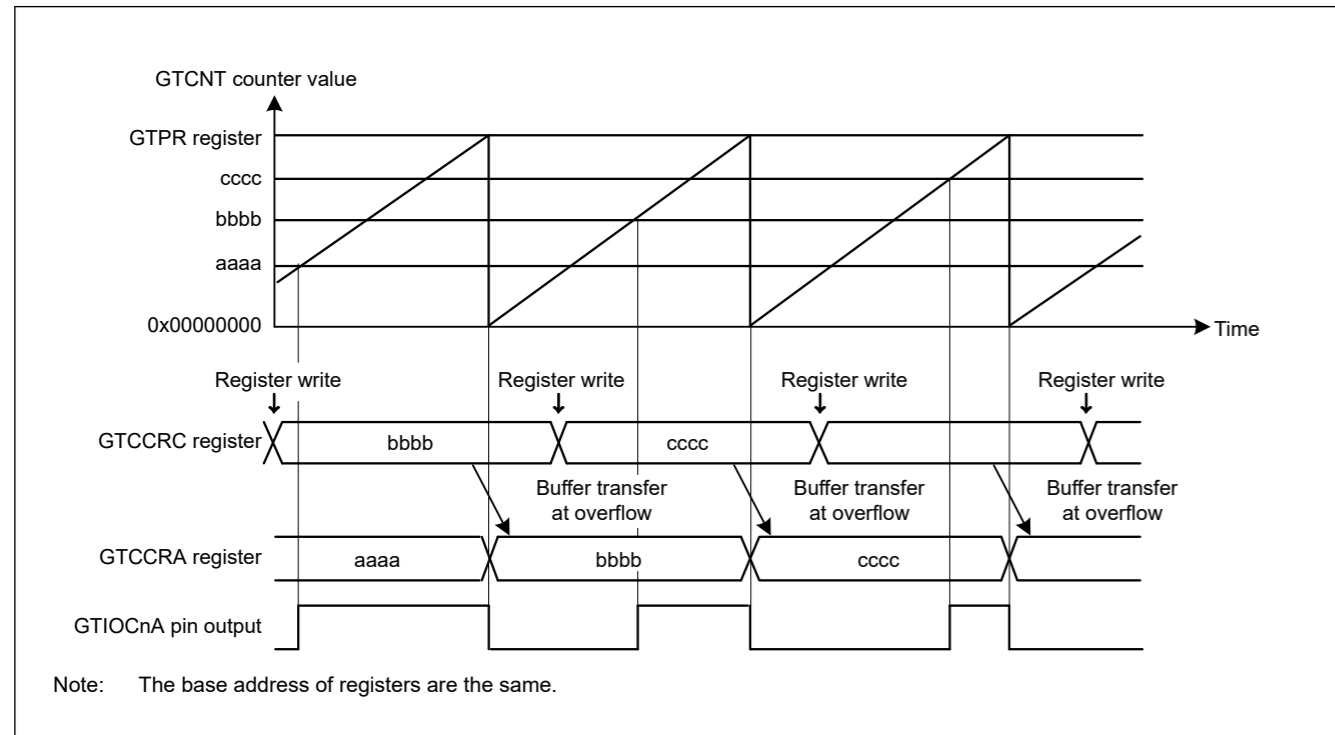 GTCNT counter value
GTPR register
cccc
bbbb
aaaa
0x00000000
Time
Register write Register write Register write Register write
GTCCRC register bbbb cccc
Buffer transfer at overflow
Buffer transfer at overflow
Buffer transfer at overflow
GTCCRA register aaaa bbbb cccc
GTIOCnA pin output
Note: The base address of registers are the same.